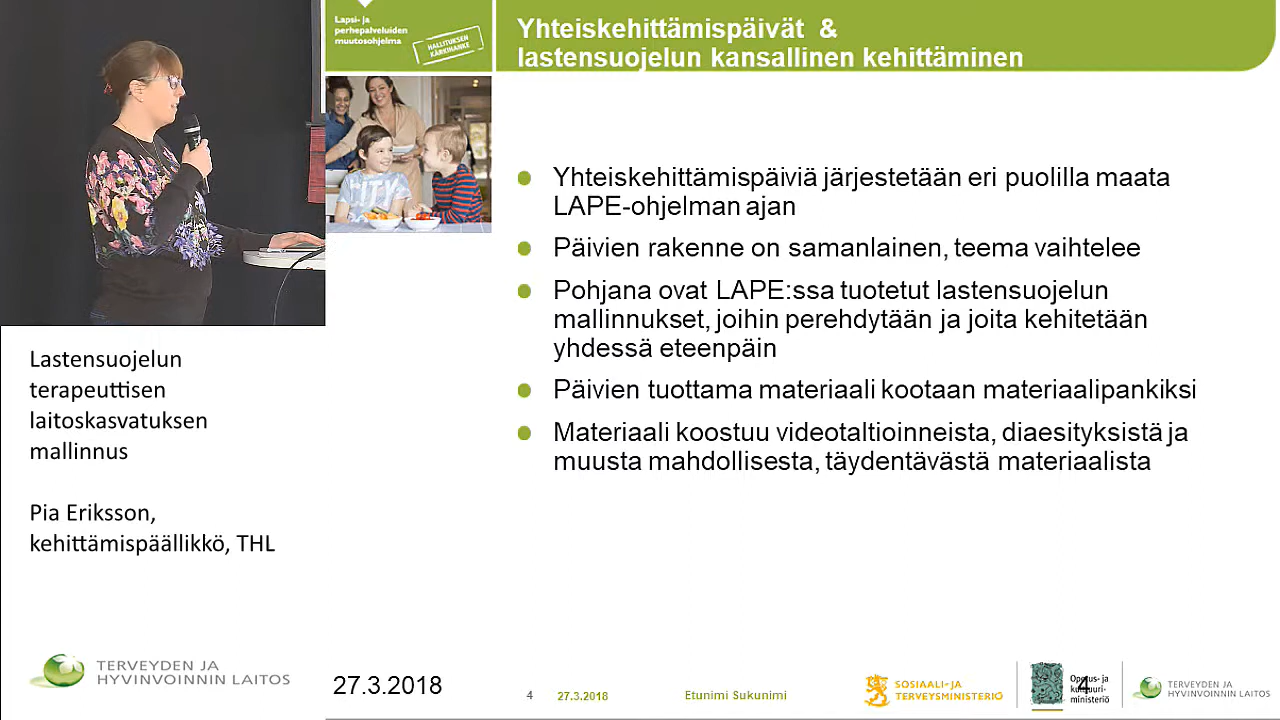 Lapsi- ja
perhepalveluiden
muutosohjelma
HALLITUKSEN
KÄRKIHANKE
Yhteiskehittämispäivät &
lastensuojelun kansallinen kehittäminen
Yhteiskehittämispäiviä järjestetään eri puolilla maata
LAPE-ohjelman ajan
Päivien rakenne on samanlainen, teema vaihtelee
Pohjana ovat LAPE:ssa tuotetut lastensuojelun
mallinnukset, joihin perehdytään ja joita kehitetään
yhdessä eteenpäin
Päivien tuottama materiaali kootaan materiaalipankiksi
Materiaali koostuu videotaltioinneista, diaesityksistä ja
muusta mahdollisesta, täydentävästä materiaalista
Lastensuojelun
terapeuttisen
laitoskasvatuksen
mallinnus
Pia Eriksson,
kehittämispäällikkö, THL
TERVEYDEN JA
HYVINVOINNIN LAITOS
27.3.2018
4
27.3.2018
Etunimi Sukunimi
SOSIAALI- JA
TERVEYSMINISTERIÖ
4
Opetus- ja
kulttuuri-
ministeriö
TERVEYDEN JA
HYVINVOINNIN LAITOS